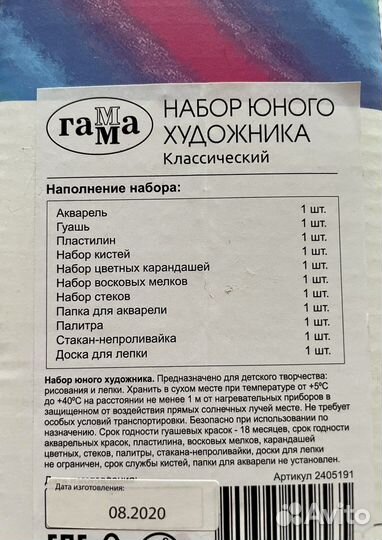 гамма
НАБОР ЮНОГО
ХУДОЖНИКА
Классический
Наполнение набора:
Акварель 1 шт.
Гуашь 1 шт.
Пластилин 1 шт.
Набор кистей 1 шт.
Набор цветных карандашей 1 шт.
Набор восковых мелков 1 шт.
Набор стеков 1 шт.
Папка для акварели 1 шт.
Палитра 1 шт.
Стакан-непроливайка 1 шт.
Доска для лепки 1 шт.
Набор юного художника. Предназначено для детского творчества:
рисования и лепки. Хранить в сухом месте при температуре от +5°С
до +40°С на расстоянии не менее 1 м от нагревательных приборов в
защищенном от воздействия прямых солнечных лучей месте. Не требует
особых условий транспортировки. Безопасно при использовании по
назначению. Срок годности гуашевых красок - 18 месяцев, срок годности
акварельных красок, пластилина, восковых мелков, карандашей
цветных, стеков, палитры, стакана-непроливайки, доски для лепки
не ограничен, срок службы кистей, папки для акварели не установлен.
Артикул 2405191
Дата изготовления:
08.2020
Avito